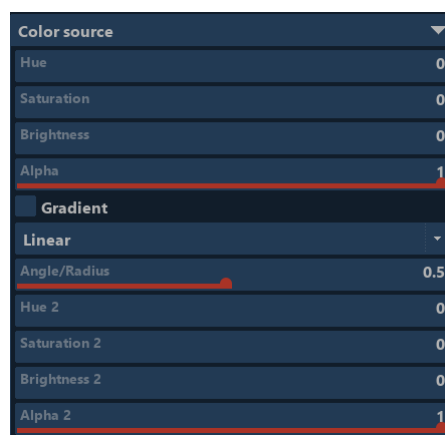 Color source
Hue 0
Saturation 0
Brightness 0
Alpha 1
Gradient
Linear
Angle/Radius 0.5
Hue 2 0
Saturation 2 0
Brightness 2 0
Alpha 2 1